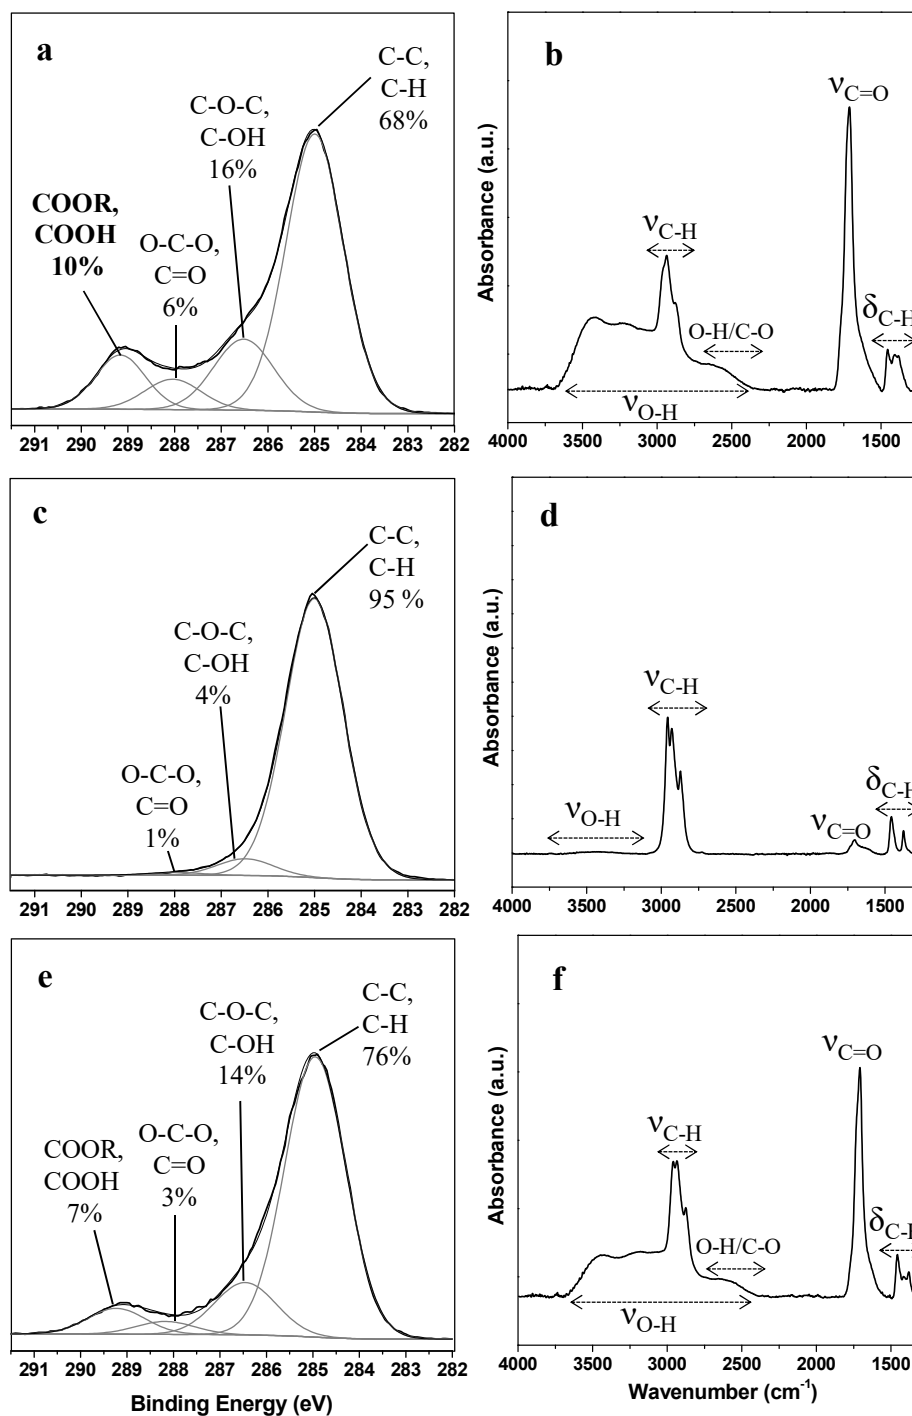 a
C-C,
C-H
68%
C-O-C,
C-OH
16%
COOR,
COOH
10%
O-C-O,
C=O
6%
291 290 289 288 287 286 285 284 283 282
b
Absorbance (a.u.)
νC=O
νC-H
O-H/C-O
δC-H
νO-H
4000 3500 3000 2500 2000 1500
c
C-C,
C-H
95 %
C-O-C,
C-OH
4%
O-C-O,
C=O
1%
291 290 289 288 287 286 285 284 283 282
d
Absorbance (a.u.)
νC-H
νO-H
νC=O
δC-H
4000 3500 3000 2500 2000 1500
e
C-C,
C-H
76%
C-O-C,
C-OH
14%
O-C-O,
C=O
3%
COOR,
COOH
7%
291 290 289 288 287 286 285 284 283 282
Binding Energy (eV)
f
Absorbance (a.u.)
νC=O
νC-H
O-H/C-O
δC-H
νO-H
4000 3500 3000 2500 2000 1500
Wavenumber (cm⁻¹)